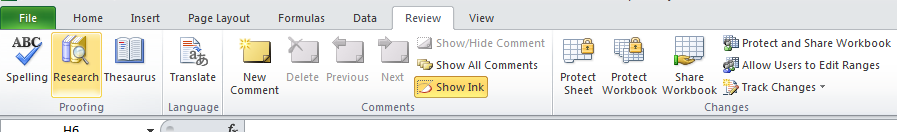 File Home Insert Page Layout Formulas Data Review View
ABC
Spelling Research Thesaurus
Proofing
Translate
Language
New Comment Delete Previous Next
Show/Hide Comment
Show All Comments
Show Ink
Comments
Protect Sheet Protect Workbook Share Workbook
Protect and Share Workbook
Allow Users to Edit Ranges
Track Changes
Changes
H6 fx